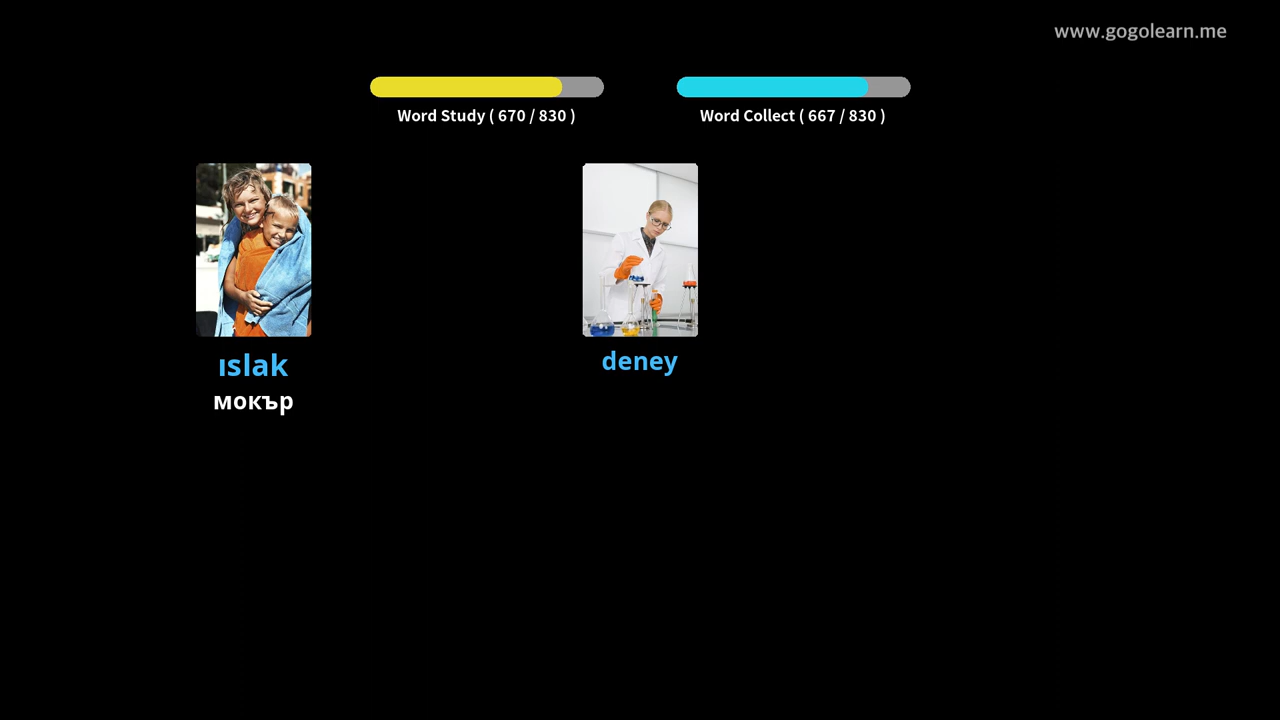 www.gogolearn.me
Word Study ( 670 / 830 )
Word Collect ( 667 / 830 )
ıslak
мокър
deney